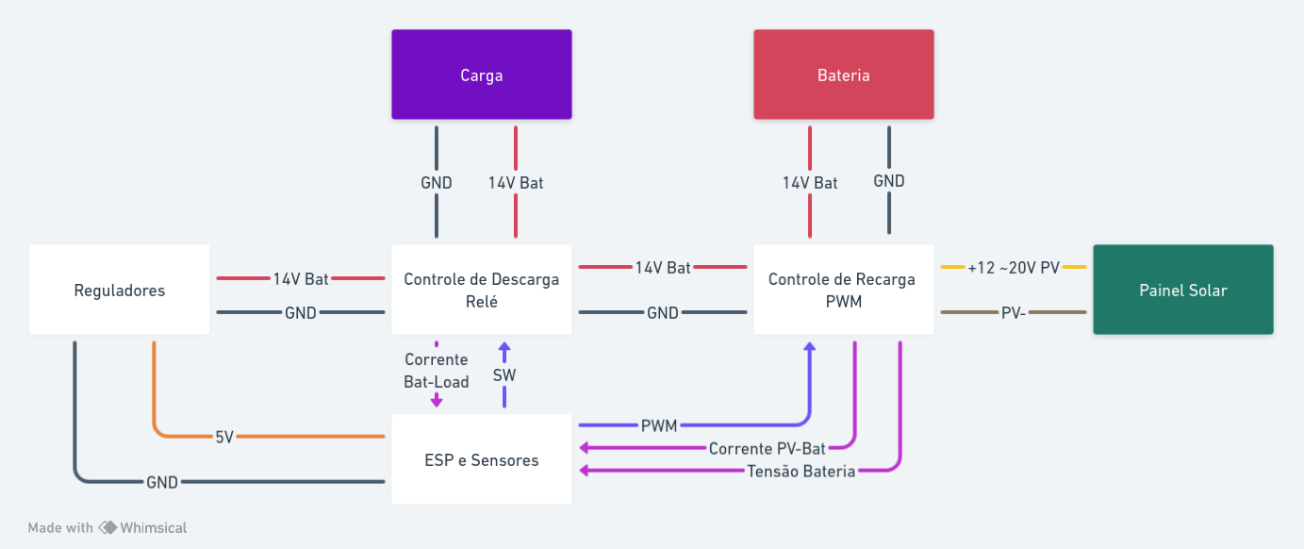 Carga
Bateria
GND
14V Bat
14V Bat
GND
Reguladores
14V Bat
GND
Controle de Descarga
Relé
14V Bat
GND
Controle de Recarga
PWM
+12 ~20V PV
PV-
Painel Solar
Corrente
Bat-Load
SW
5V
GND
ESP e Sensores
PWM
Corrente PV-Bat
Tensão Bateria
Made with Whimsical